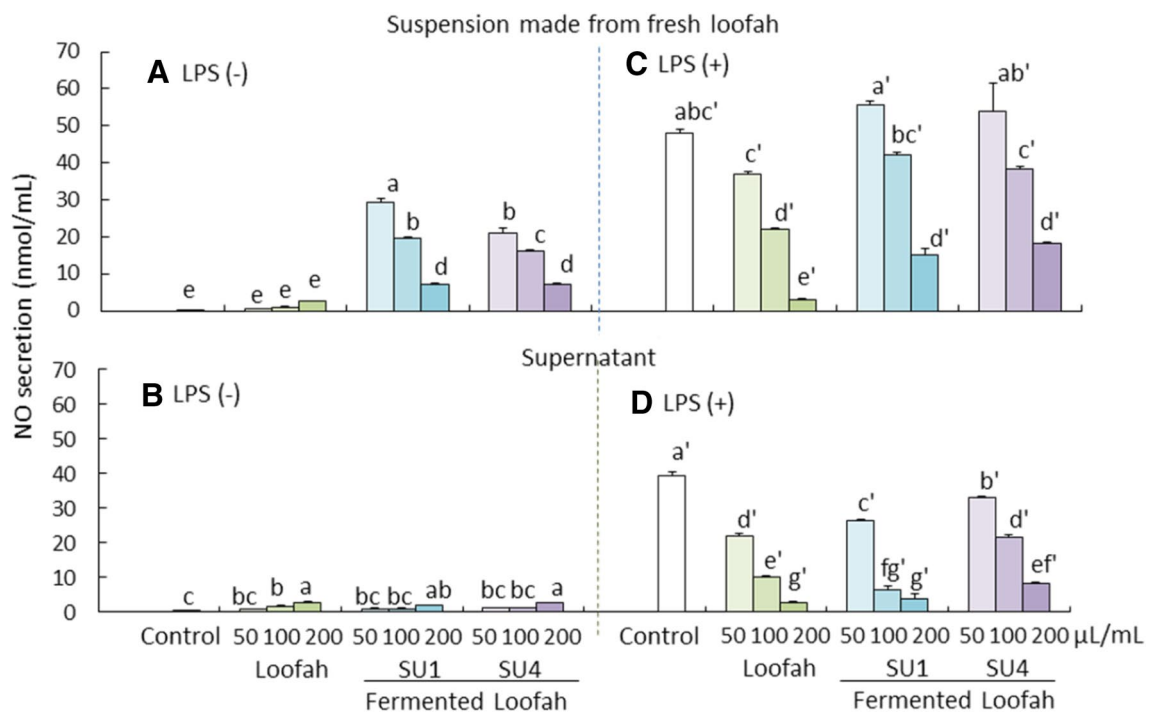 Suspension made from fresh loofah
NO secretion (nmol/mL)
A LPS (-)
70
60
50
40
30
20
10
0
e
e e e
a b d
b c d
C LPS (+)
abc'
c' d' e'
a' bc' d'
ab' c' d'
Supernatant
B LPS (-)
70
60
50
40
30
20
10
0
c
bc b a
bc bc ab
bc bc a
D LPS (+)
a'
d' e' g'
c' fg' g'
b' d' ef'
Control 50 100 200 50 100 200 50 100 200 Control 50 100 200 50 100 200 50 100 200 µL/mL
Loofah SU1 SU4 Loofah SU1 SU4
Fermented Loofah Fermented Loofah